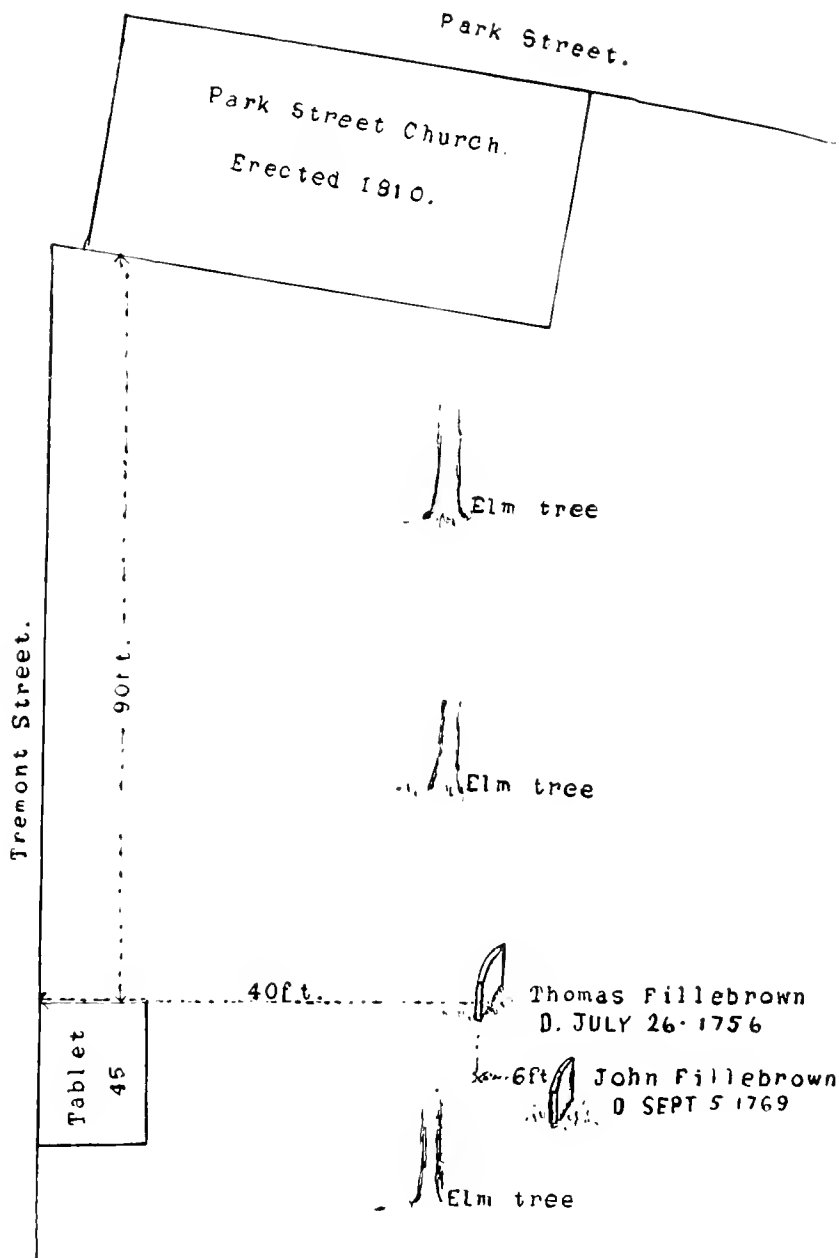 Park Street.
Park Street Church.
Erected 1810.
Elm tree
Tremont Street.
90ft.
Elm tree
40ft.
Thomas Fillebrown
D. JULY 26. 1756
Tablet
45
6ft
John Fillebrown
D SEPT 5 1769
Elm tree